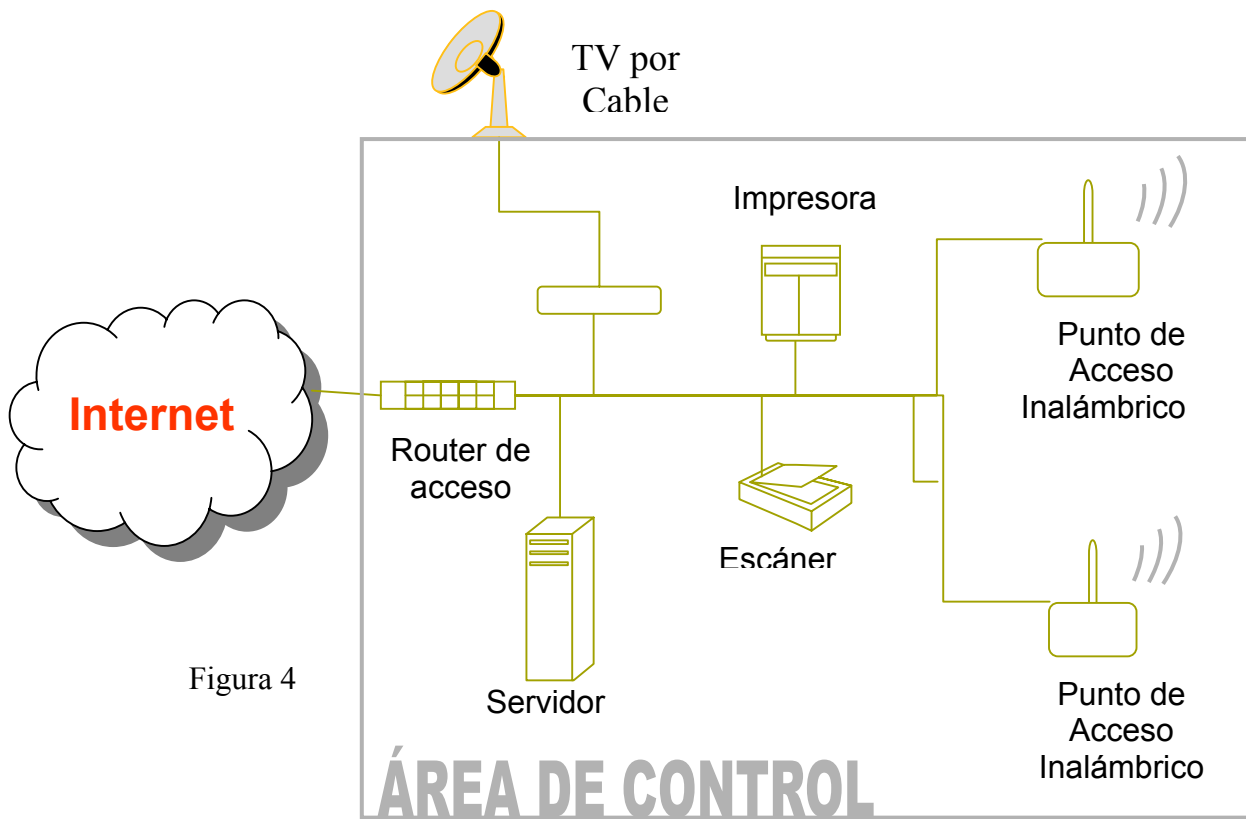 TV por
Cable
Impresora
Punto de
Acceso
Inalámbrico
Internet
Router de
acceso
Escáner
Servidor
Punto de
Acceso
Inalámbrico
Figura 4
ÁREA DE CONTROL